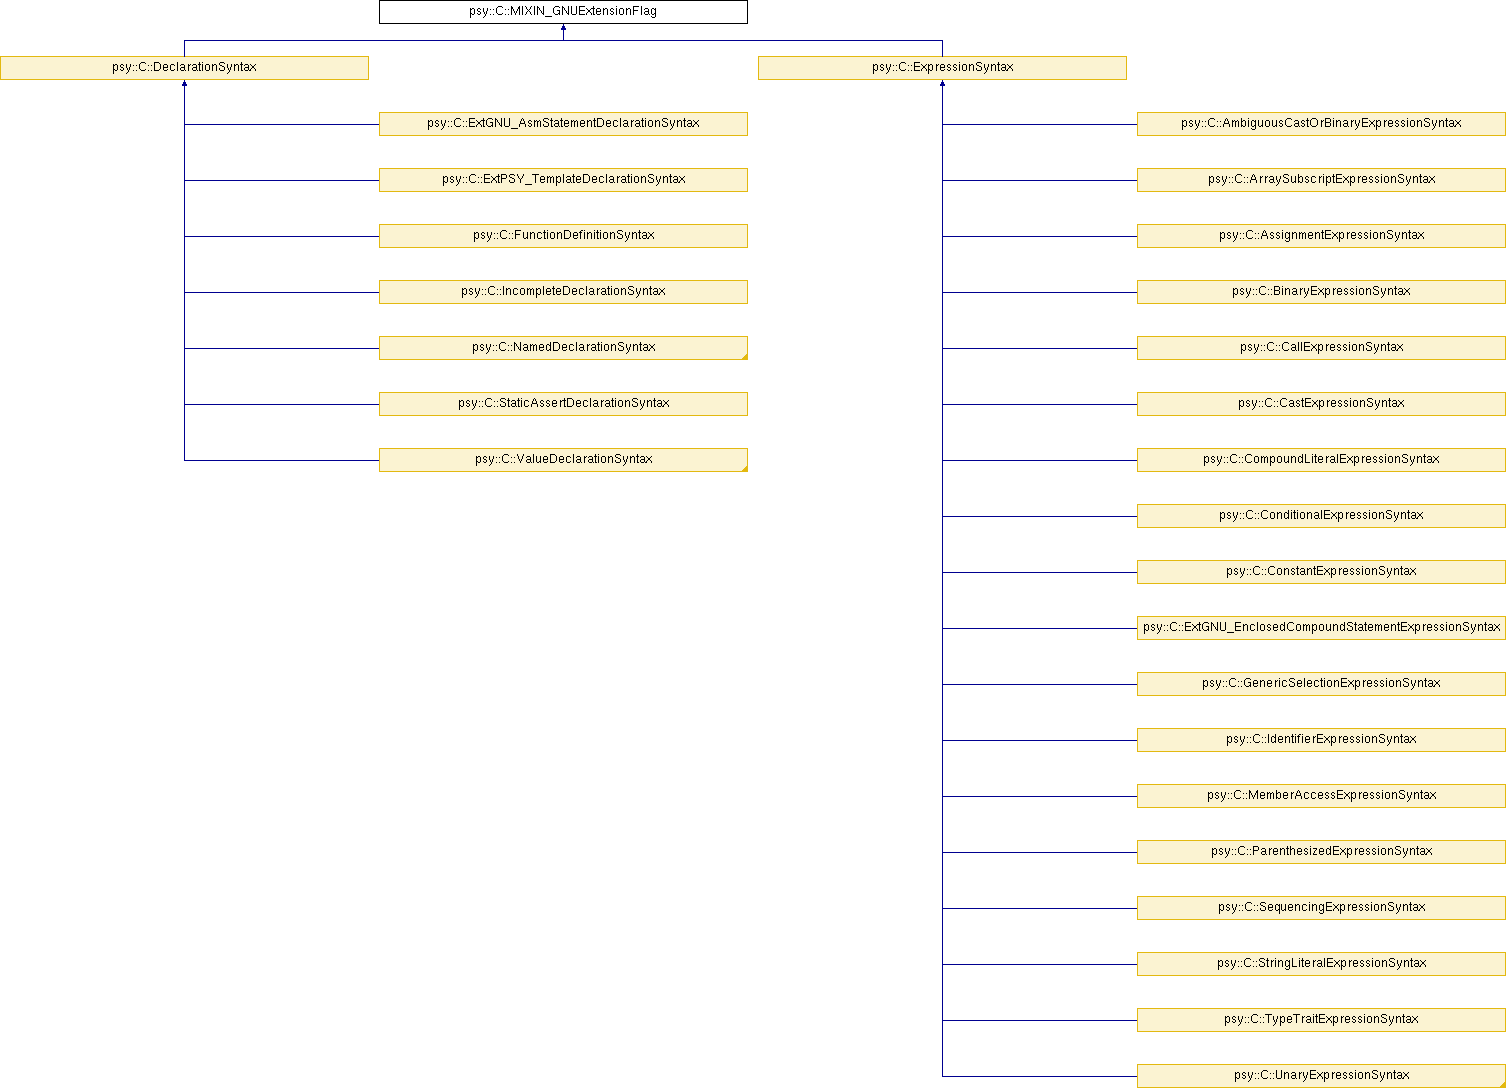 psy::C::MIXIN_GNUExtensionFlag
psy::C::DeclarationSyntax
psy::C::ExpressionSyntax
psy::C::ExtGNU_AsmStatementDeclarationSyntax
psy::C::AmbiguousCastOrBinaryExpressionSyntax
psy::C::ExtPSY_TemplateDeclarationSyntax
psy::C::ArraySubscriptExpressionSyntax
psy::C::FunctionDefinitionSyntax
psy::C::AssignmentExpressionSyntax
psy::C::IncompleteDeclarationSyntax
psy::C::BinaryExpressionSyntax
psy::C::NamedDeclarationSyntax
psy::C::CallExpressionSyntax
psy::C::StaticAssertDeclarationSyntax
psy::C::CastExpressionSyntax
psy::C::ValueDeclarationSyntax
psy::C::CompoundLiteralExpressionSyntax
psy::C::ConditionalExpressionSyntax
psy::C::ConstantExpressionSyntax
psy::C::ExtGNU_EnclosedCompoundStatementExpressionSyntax
psy::C::GenericSelectionExpressionSyntax
psy::C::IdentifierExpressionSyntax
psy::C::MemberAccessExpressionSyntax
psy::C::ParenthesizedExpressionSyntax
psy::C::SequencingExpressionSyntax
psy::C::StringLiteralExpressionSyntax
psy::C::TypeTraitExpressionSyntax
psy::C::UnaryExpressionSyntax